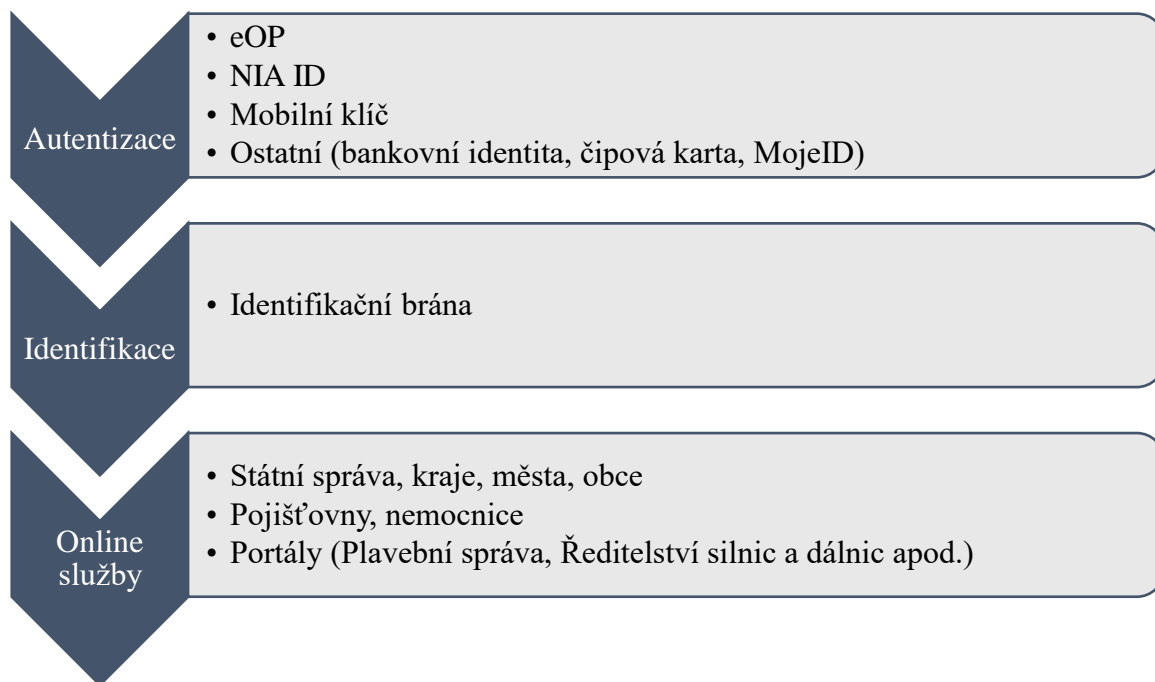 Autentizace
• eOP
• NIA ID
• Mobilní klíč
• Ostatní (bankovní identita, čipová karta, MojeID)
Identifikace
• Identifikační brána
Online
služby
• Státní správa, kraje, města, obce
• Pojišťovny, nemocnice
• Portály (Plavební správa, Ředitelství silnic a dálnic apod.)